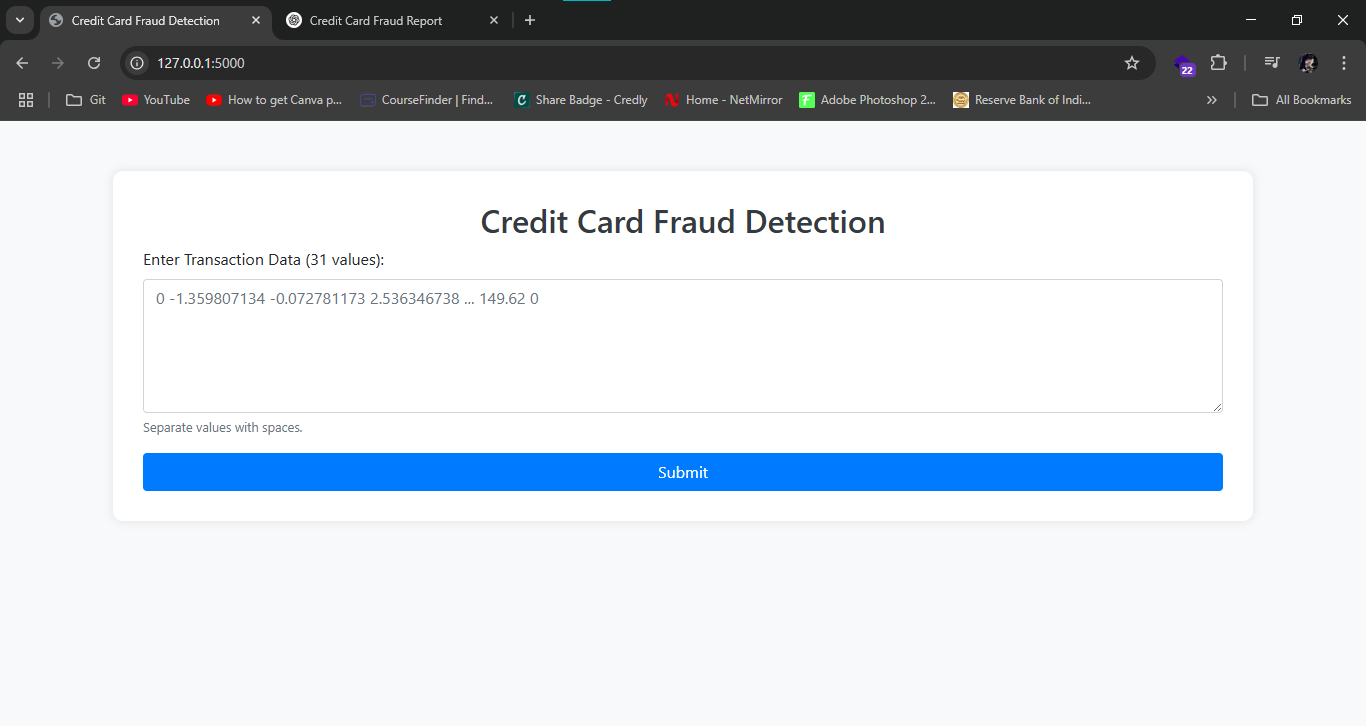 Credit Card Fraud Detection
Credit Card Fraud Report
127.0.0.1:5000
22
Git
YouTube
How to get Canva p...
CourseFinder | Find...
Share Badge - Credly
Home - NetMirror
Adobe Photoshop 2...
Reserve Bank of Indi...
All Bookmarks
Credit Card Fraud Detection
Enter Transaction Data (31 values):
0 -1.359807134 -0.072781173 2.536346738 ... 149.62 0
Separate values with spaces.
Submit